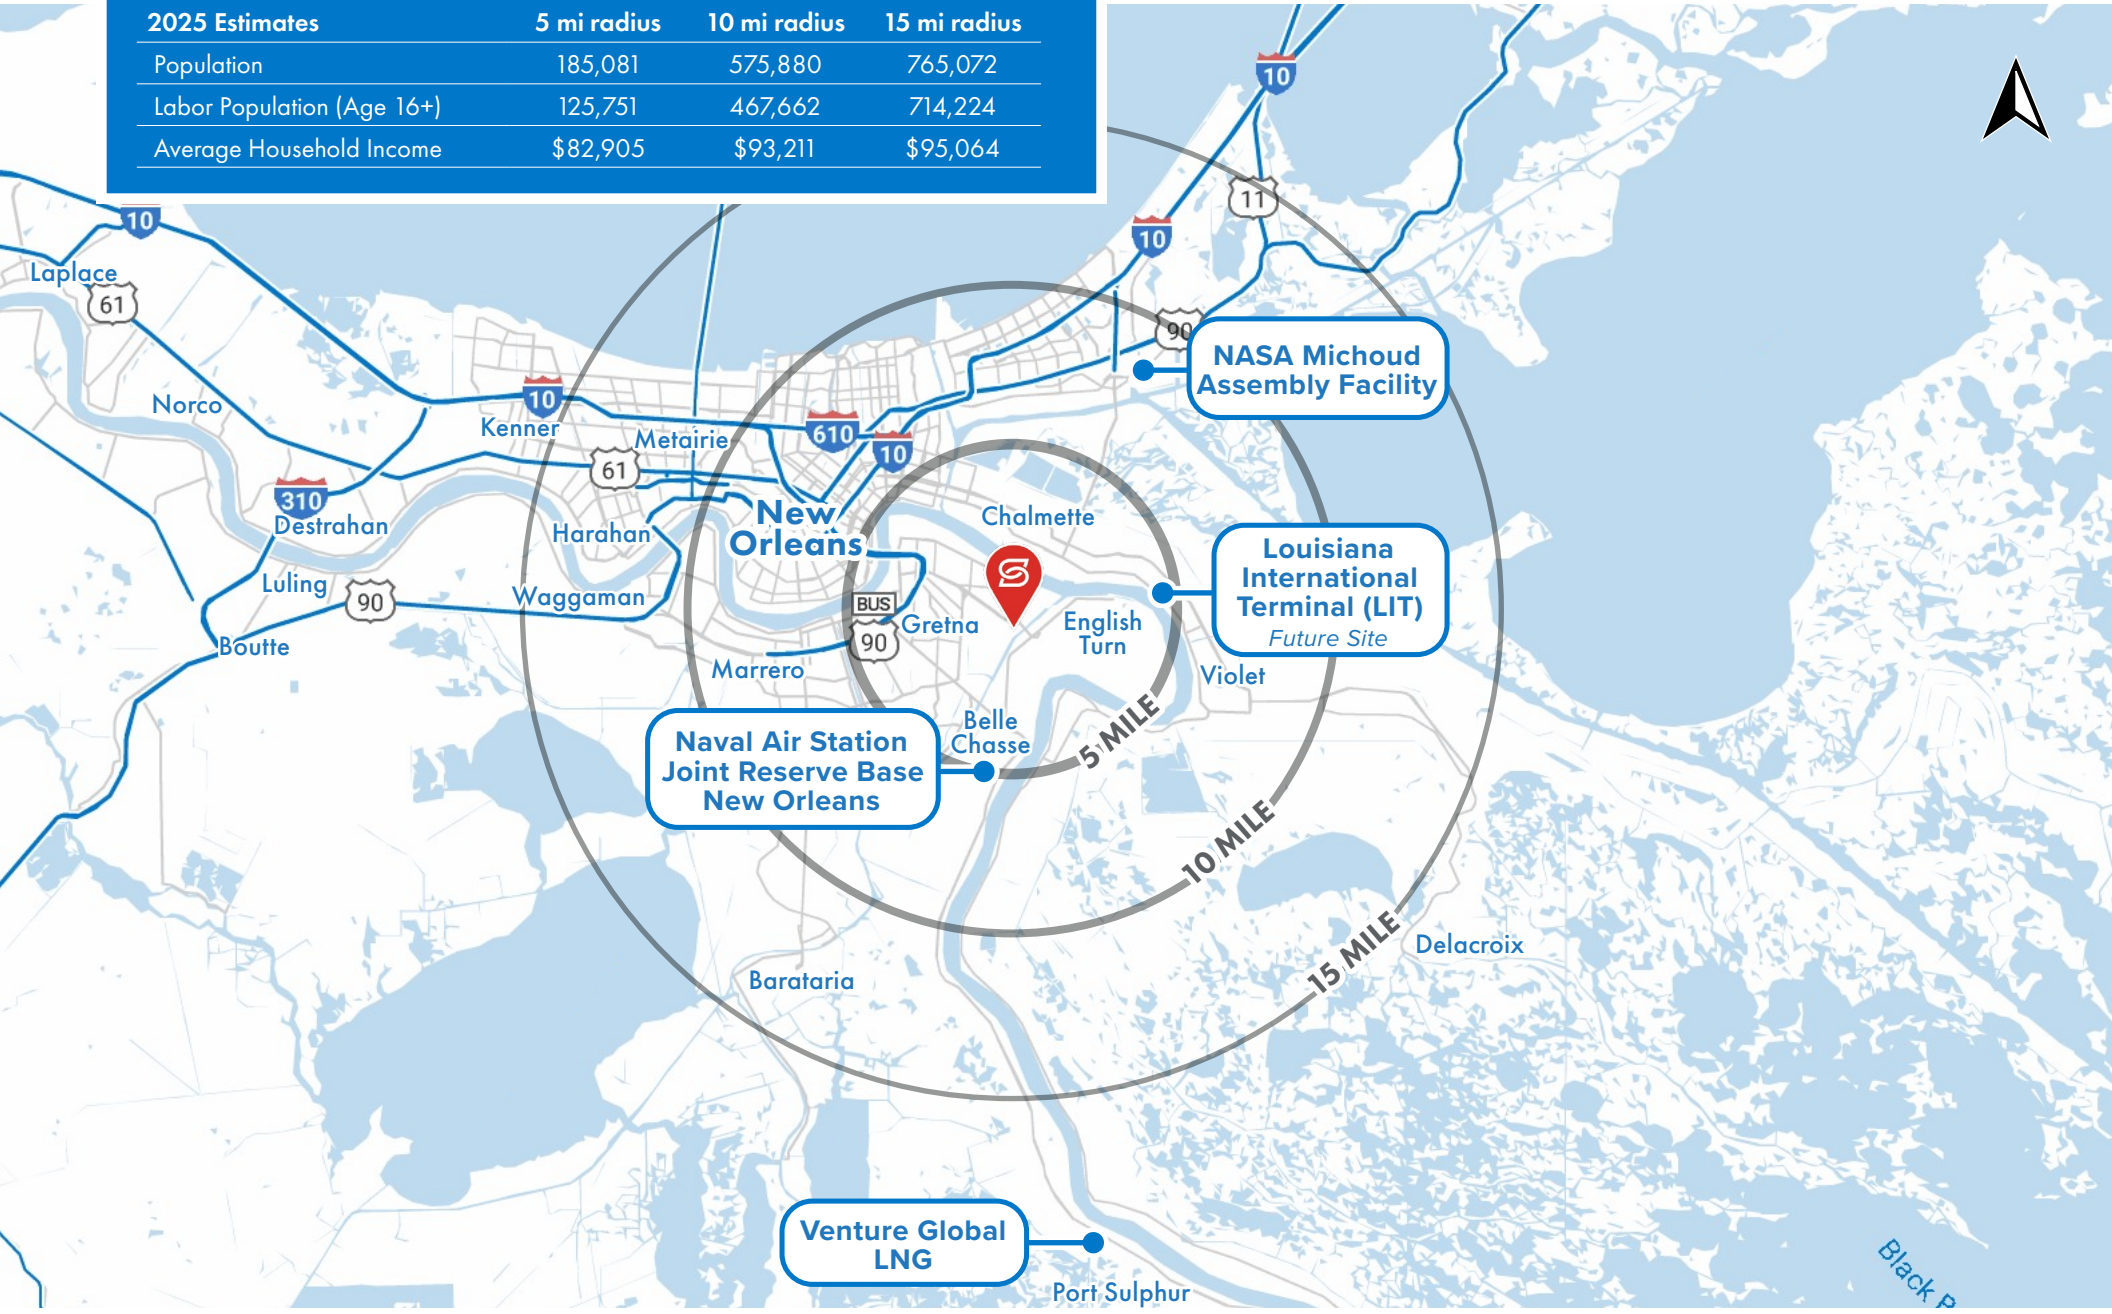 2025 Estimates 5 mi radius 10 mi radius 15 mi radius
Population 185,081 575,880 765,072
Labor Population (Age 16+) 125,751 467,662 714,224
Average Household Income $82,905 $93,211 $95,064
10
11
10
10
Laplace
61
90
NASA Michoud
Assembly Facility
Norco
10
Kenner
Metairie
610
10
61
310
Destrahan
New
Orleans
Harahan
Chalmette
Louisiana
International
Terminal (LIT)
Future Site
Luling
90
Waggaman
BUS
90
Gretna
English
Turn
Boutte
Marrero
Violet
Belle
Chasse
5 MILE
Naval Air Station
Joint Reserve Base
New Orleans
10 MILE
15 MILE
Delacroix
Barataria
Venture Global
LNG
Port Sulphur
Black